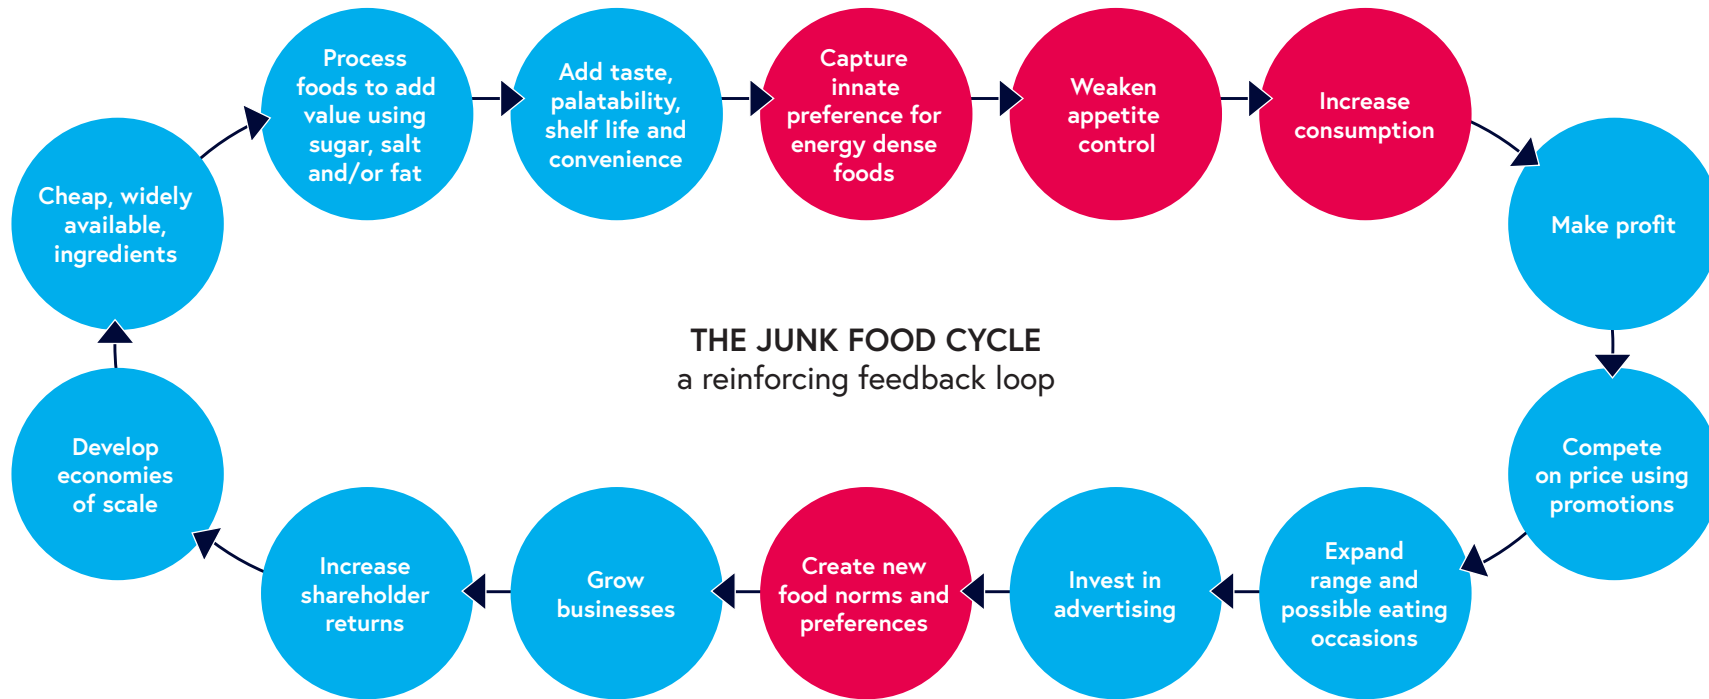 Process
foods to add
value using
sugar, salt
and/or fat
Add taste,
palatability,
shelf life and
convenience
Capture
innate
preference for
energy dense
foods
Weaken
appetite
control
Increase
consumption
Make profit
Compete
on price using
promotions
Expand
range and
possible eating
occasions
Invest in
advertising
Create new
food norms and
preferences
Grow
businesses
Increase
shareholder
returns
Develop
economies
of scale
Cheap, widely
available,
ingredients
THE JUNK FOOD CYCLE
a reinforcing feedback loop